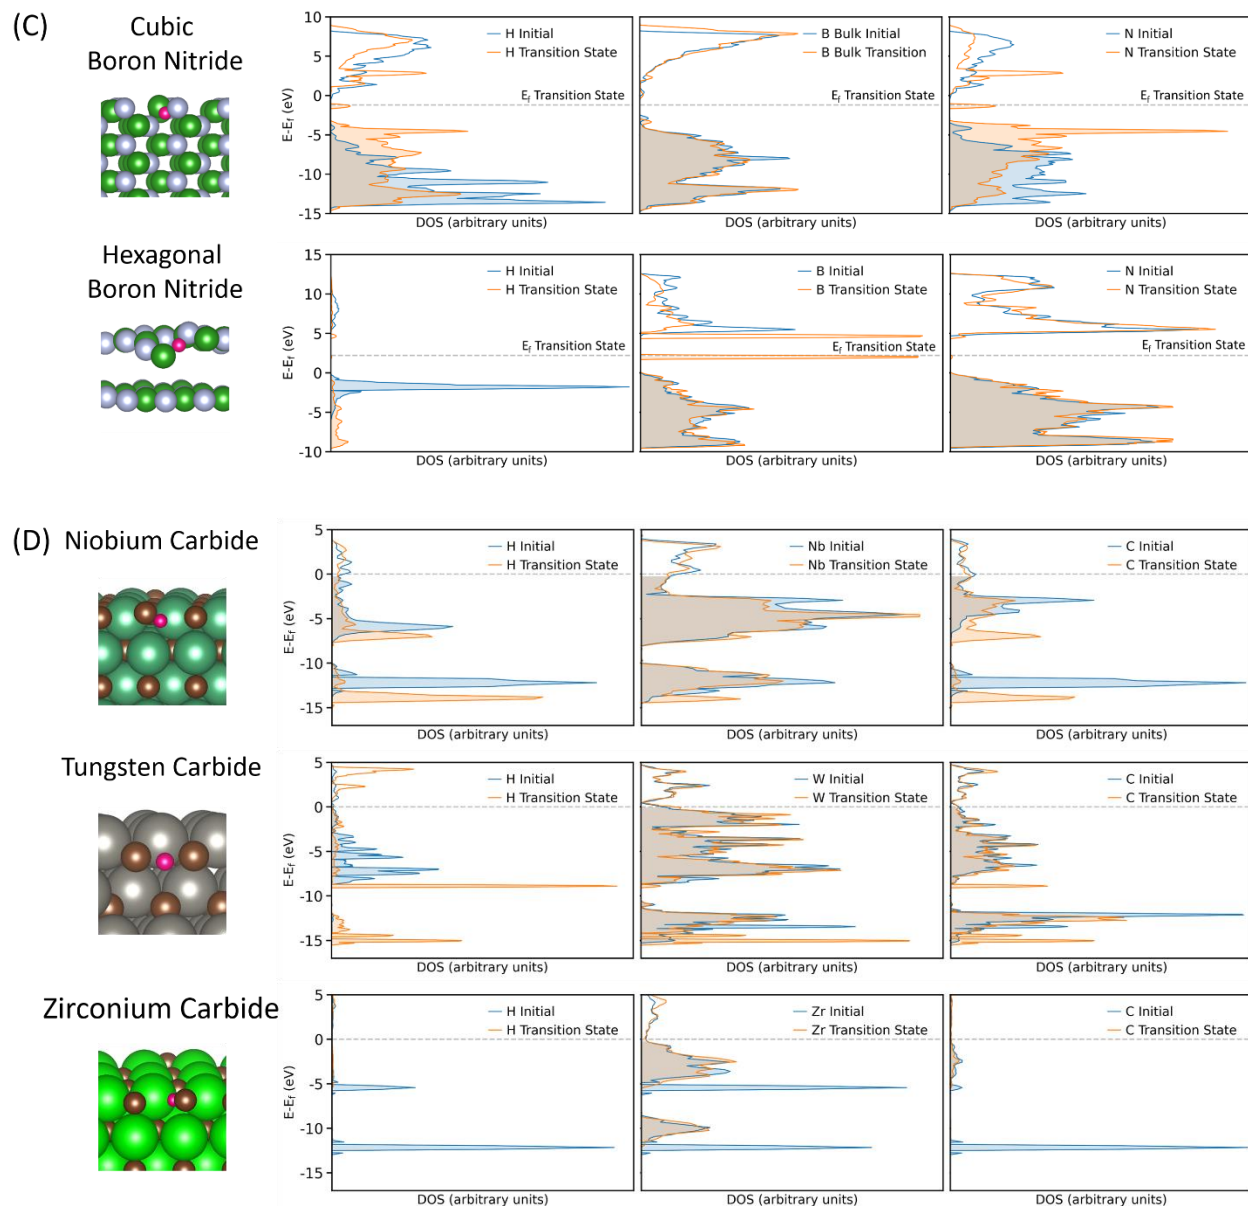 (C)
Cubic
Boron Nitride
10
5
0
-5
-10
-15
E-Ef (eV)
H Initial
H Transition State
Ef Transition State
DOS (arbitrary units)
B Bulk Initial
B Bulk Transition
Ef Transition State
DOS (arbitrary units)
N Initial
N Transition State
Ef Transition State
DOS (arbitrary units)
Hexagonal
Boron Nitride
15
10
5
0
-5
-10
E-Ef (eV)
H Initial
H Transition State
Ef Transition State
DOS (arbitrary units)
B Initial
B Transition State
Ef Transition State
DOS (arbitrary units)
N Initial
N Transition State
Ef Transition State
DOS (arbitrary units)
(D)
Niobium Carbide
5
0
-5
-10
-15
E-Ef (eV)
H Initial
H Transition State
DOS (arbitrary units)
Nb Initial
Nb Transition State
DOS (arbitrary units)
C Initial
C Transition State
DOS (arbitrary units)
Tungsten Carbide
5
0
-5
-10
-15
E-Ef (eV)
H Initial
H Transition State
DOS (arbitrary units)
W Initial
W Transition State
DOS (arbitrary units)
C Initial
C Transition State
DOS (arbitrary units)
Zirconium Carbide
5
0
-5
-10
-15
E-Ef (eV)
H Initial
H Transition State
DOS (arbitrary units)
Zr Initial
Zr Transition State
DOS (arbitrary units)
C Initial
C Transition State
DOS (arbitrary units)